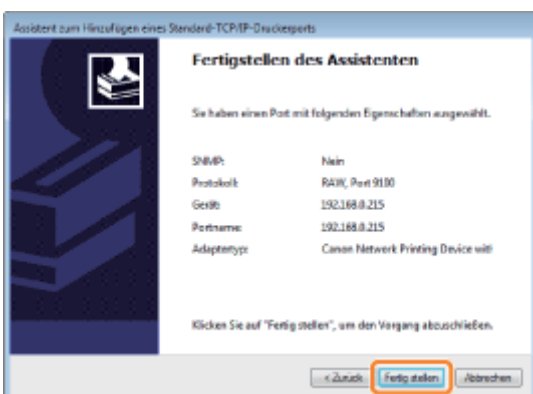 Assistent zum Hinzufügen eines Standard-TCP/IP-Druckerports
Fertigstellen des Assistenten
Sie haben einen Port mit folgenden Eigenschaften ausgewählt.
SNMP: Nein
Protokoll: RAW, Port 9100
Gerät: 192.168.0.215
Portname: 192.168.0.215
Adaptertyp: Canon Network Printing Device with
Klicken Sie auf "Fertig stellen", um den Vorgang abzuschließen.
< Zurück Fertig stellen Abbrechen